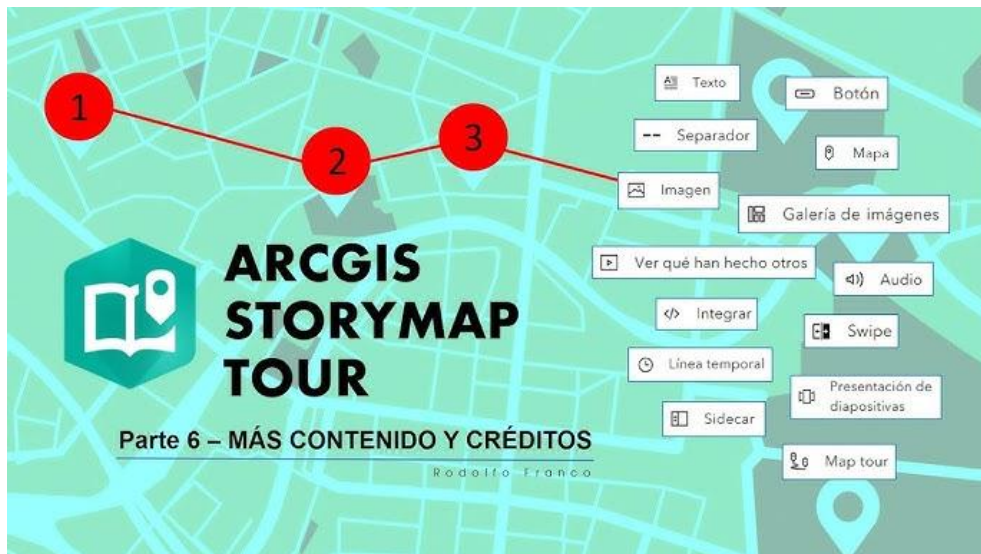 1
2
3
ARCGIS
STORYMAP
TOUR
Parte 6 – MÁS CONTENIDO Y CRÉDITOS
Rodolfo Franco
Texto
Botón
Separador
Mapa
Imagen
Galería de imágenes
Ver qué han hecho otros
Audio
Integrar
Swipe
Línea temporal
Presentación de
diapositivas
Sidecar
Map tour